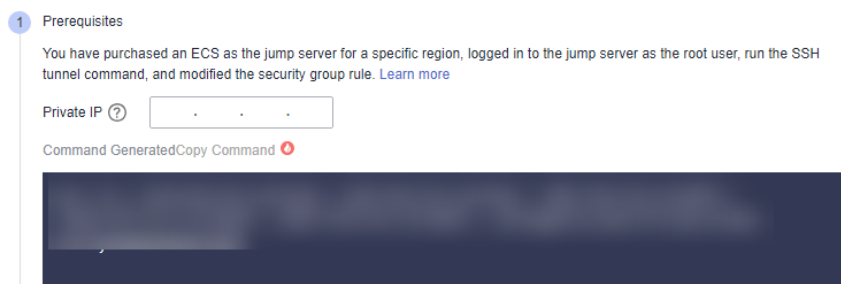 1 Prerequisites
You have purchased an ECS as the jump server for a specific region, logged in to the jump server as the root user, run the SSH
tunnel command, and modified the security group rule. Learn more
Private IP ? . . .
Command GeneratedCopy Command